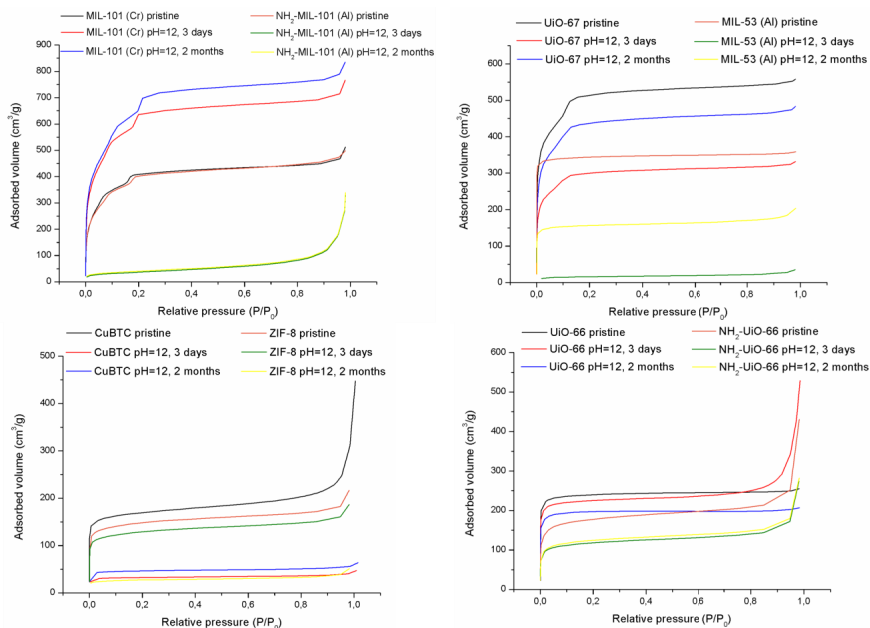 MIL-101 (Cr) pristine
MIL-101 (Cr) pH=12, 3 days
MIL-101 (Cr) pH=12, 2 months
NH2-MIL-101 (Al) pristine
NH2-MIL-101 (Al) pH=12, 3 days
NH2-MIL-101 (Al) pH=12, 2 months
900
800
700
600
500
400
300
200
100
0
Adsorbed volume (cm³/g)
0,0
0,2
0,4
0,6
0,8
1,0
Relative pressure (P/P0)
UiO-67 pristine
UiO-67 pH=12, 3 days
UiO-67 pH=12, 2 months
MIL-53 (Al) pristine
MIL-53 (Al) pH=12, 3 days
MIL-53 (Al) pH=12, 2 months
600
500
400
300
200
100
0
Adsorbed volume (cm³/g)
0,0
0,2
0,4
0,6
0,8
1,0
Relative pressure (P/P0)
CuBTC pristine
CuBTC pH=12, 3 days
CuBTC pH=12, 2 months
ZIF-8 pristine
ZIF-8 pH=12, 3 days
ZIF-8 pH=12, 2 months
500
400
300
200
100
0
Adsorbed volume (cm³/g)
0,0
0,2
0,4
0,6
0,8
1,0
Relative pressure (P/P0)
UiO-66 pristine
UiO-66 pH=12, 3 days
UiO-66 pH=12, 2 months
NH2-UiO-66 pristine
NH2-UiO-66 pH=12, 3 days
NH2-UiO-66 pH=12, 2 months
500
400
300
200
100
0
Adsorbed volume (cm³/g)
0,0
0,2
0,4
0,6
0,8
1,0
Relative pressure (P/P0)